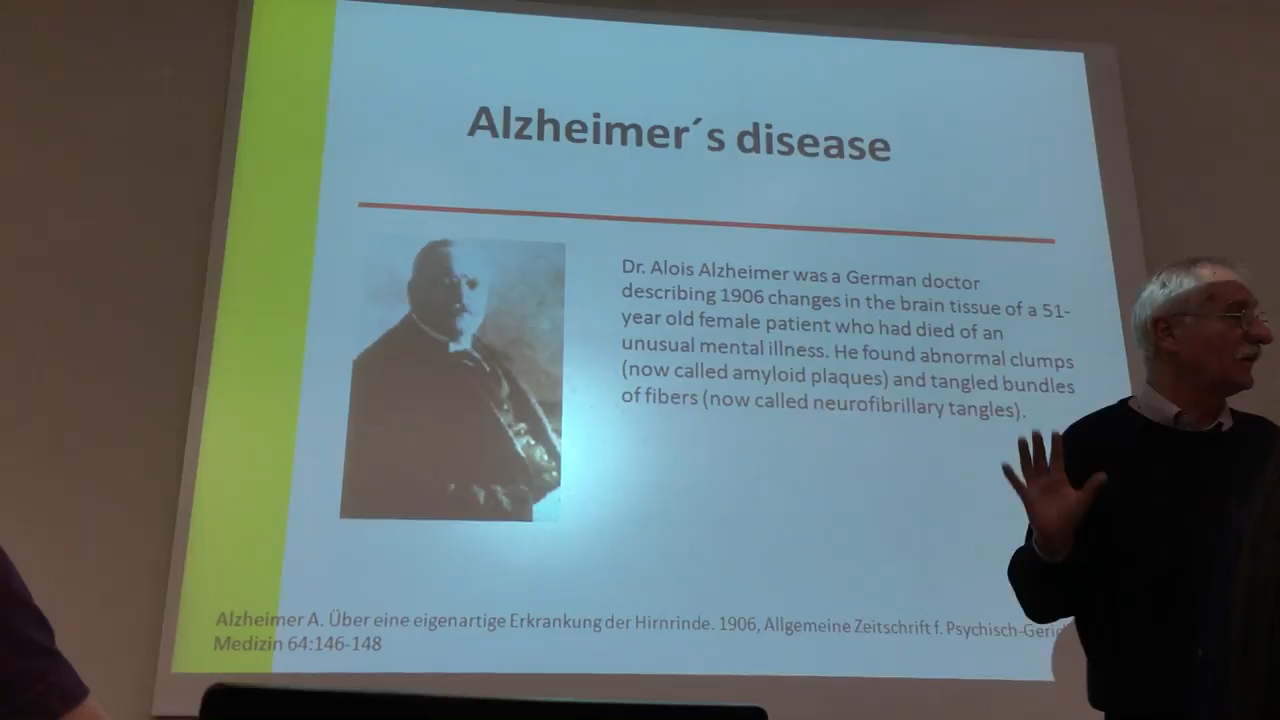 Alzheimer´s disease
Dr. Alois Alzheimer was a German doctor
describing 1906 changes in the brain tissue of a 51-
year old female patient who had died of an
unusual mental illness. He found abnormal clumps
(now called amyloid plaques) and tangled bundles
of fibers (now called neurofibrillary tangles).
Alzheimer A. Über eine eigenartige Erkrankung der Hirnrinde. 1906, Allgemeine Zeitschrift f. Psychisch-
Medizin 64:146-148